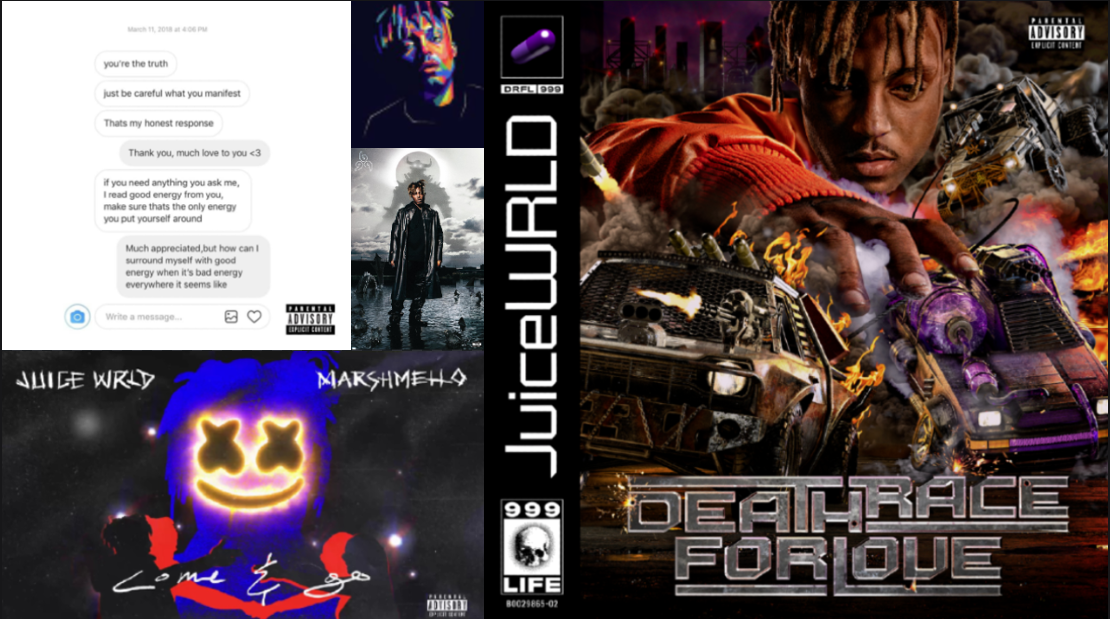 March 11, 2018 at 4:06 PM
you're the truth
just be careful what you manifest
Thats my honest response
Thank you, much love to you <3
if you need anything you ask me,
I read good energy from you,
make sure thats the only energy
you put yourself around
Much appreciated,but how can I
surround myself with good
energy when it's bad energy
everywhere it seems like
Write a message...
PARENTAL
ADVISORY
EXPLICIT CONTENT
JUICE WRLD
MARSHMELLO
Come & go
PARENTAL
ADVISORY
EXPLICIT CONTENT
DRFL 999
JuiceWRLD
999
LIFE
B0029865-02
PARENTAL
ADVISORY
EXPLICIT CONTENT
DEATHRACE
FORLOVE